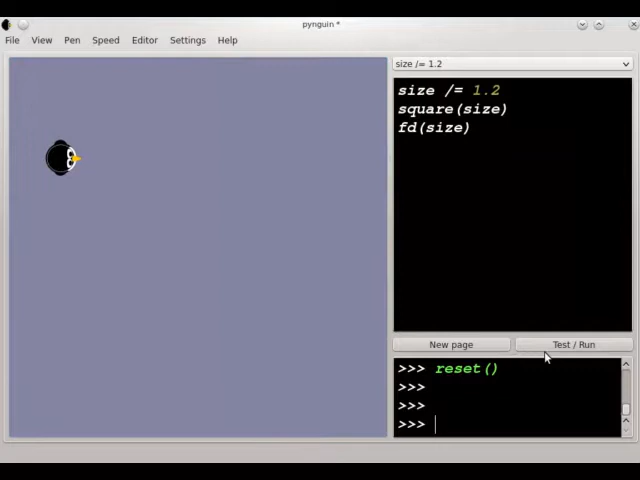 pynguin *
File View Pen Speed Editor Settings Help
size /= 1.2
size /= 1.2
square(size)
fd(size)
New page Test / Run
>>> reset()
>>>
>>>
>>>